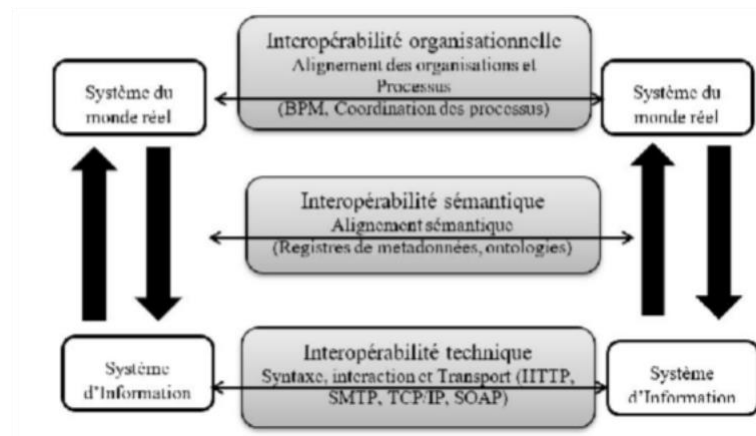 Interopérabilité organisationnelle
Alignement des organisations et
Processus
(BPM, Coordination des processus)
Système du
monde réel
Système du
monde réel
Interopérabilité sémantique
Alignement sémantique
(Registres de metadonnées, ontologies)
Interopérabilité technique
Syntaxe, interaction et Transport (HTTP,
SMTP, TCP/IP, SOAP)
Système
d'Information
Système
d'Information